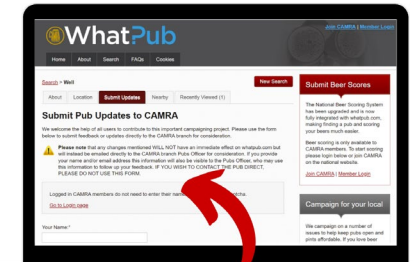 Join CAMRA | Member Login
WhatPub
Home About Search FAQs Cookies
Search > Well
New Search
About Location Submit Updates Nearby Recently Viewed (1)
Submit Pub Updates to CAMRA
We welcome the help of all users to contribute to this important campaigning project. Please use the form
below to submit feedback or updates directly to the CAMRA branch for consideration.
Please note that any changes mentioned WILL NOT have an immediate effect on whatpub.com but
will instead be emailed directly to the CAMRA branch Pubs Officer for consideration. If you provide
your name and/or email address this information will also be visible to the Pubs Officer, who may use
this information to follow up your feedback. IF YOU WISH TO CONTACT THE PUB DIRECT,
PLEASE DO NOT USE THIS FORM.
Logged in CAMRA members do not need to enter their
Go to Login page
Your Name:*
Submit Beer Scores
The National Beer Scoring System
has been upgraded and is now
fully integrated with whatpub.com,
making finding a pub and scoring
your beers much easier.
Beer scoring is only available to
CAMRA members. To start scoring
please login below or join CAMRA
on the national website.
Join CAMRA | Member Login
Campaign for your local
We campaign on a number of
issues to help keep pubs open and
pints affordable. If you love beer